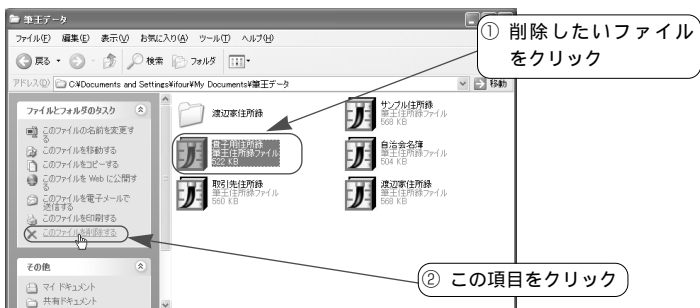 筆王データ
ファイル(F) 編集(E) 表示(V) お気に入り(A) ツール(T) ヘルプ(H)
戻る 検索 フォルダ
アドレス(D) C:¥Documents and Settings¥ifour¥My Documents¥筆王データ 移動
① 削除したいファイル
をクリック
ファイルとフォルダのタスク
このファイルの名前を変更す
る
このファイルを移動する
このファイルをコピーする
このファイルを Web に公開す
る
このファイルを電子メールで
送信する
このファイルを印刷する
このファイルを削除する
その他
マイ ドキュメント
共有ドキュメント
渡辺家住所録
サンプル住所録
筆王住所録ファイル
568 KB
息子用住所録
筆王住所録ファイル
522 KB
自治会名簿
筆王住所録ファイル
504 KB
取引先住所録
筆王住所録ファイル
560 KB
渡辺家住所録
筆王住所録ファイル
568 KB
② この項目をクリック